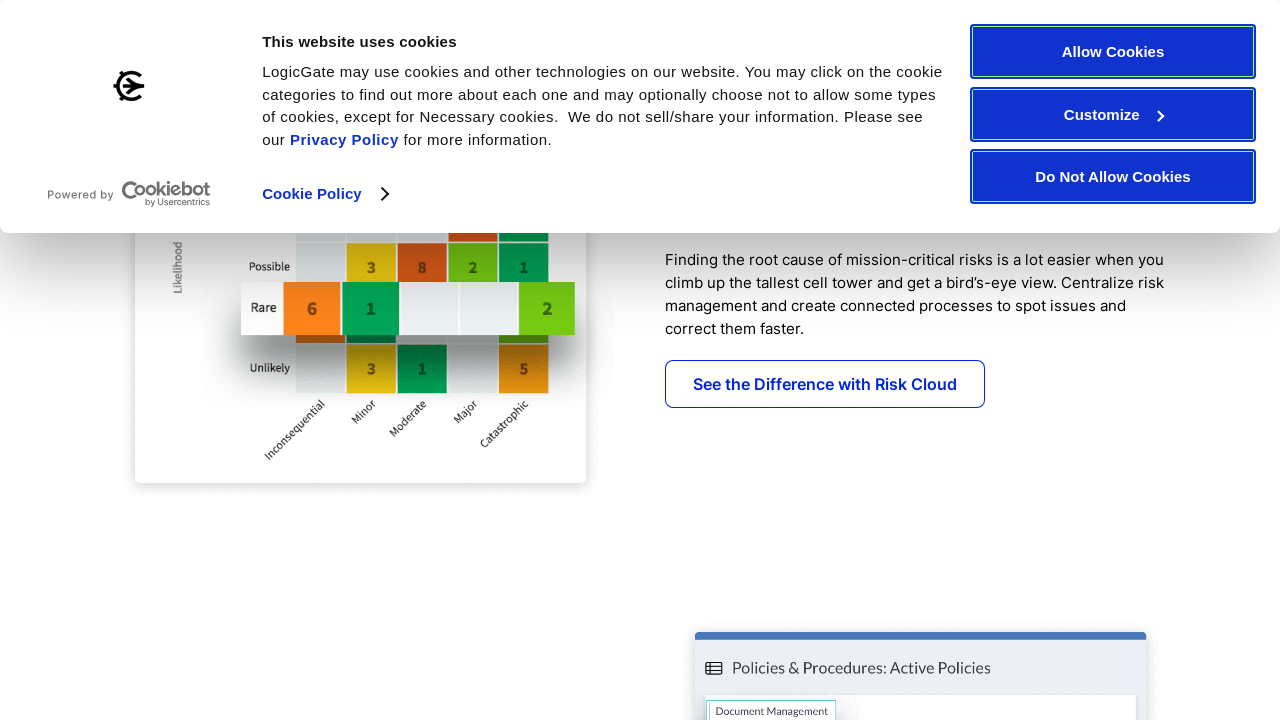 This website uses cookies
LogicGate may use cookies and other technologies on our website. You may click on the cookie
categories to find out more about each one and may optionally choose not to allow some types
of cookies, except for Necessary cookies.  We do not sell/share your information. Please see
our Privacy Policy for more information.
Cookie Policy
Powered by Cookiebot
by Usercentrics
Allow Cookies
Customize
Do Not Allow Cookies
Likelihood
Possible 3 8 2 1
Rare 6 1 2
Unlikely 3 1 5
Inconsequential Minor Moderate Major Catastrophic
Finding the root cause of mission-critical risks is a lot easier when you
climb up the tallest cell tower and get a bird’s-eye view. Centralize risk
management and create connected processes to spot issues and
correct them faster.
See the Difference with Risk Cloud
Policies & Procedures: Active Policies
Document Management